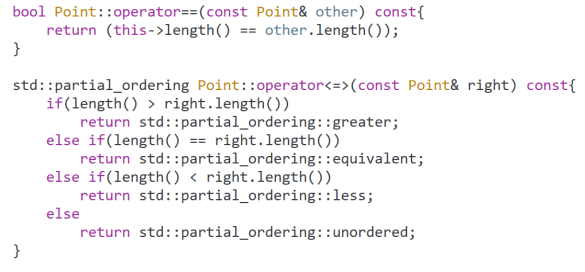 bool Point::operator==(const Point& other) const{
    return (this->length() == other.length());
}

std::partial_ordering Point::operator<=>(const Point& right) const{
    if(length() > right.length())
        return std::partial_ordering::greater;
    else if(length() == right.length())
        return std::partial_ordering::equivalent;
    else if(length() < right.length())
        return std::partial_ordering::less;
    else
        return std::partial_ordering::unordered;
}